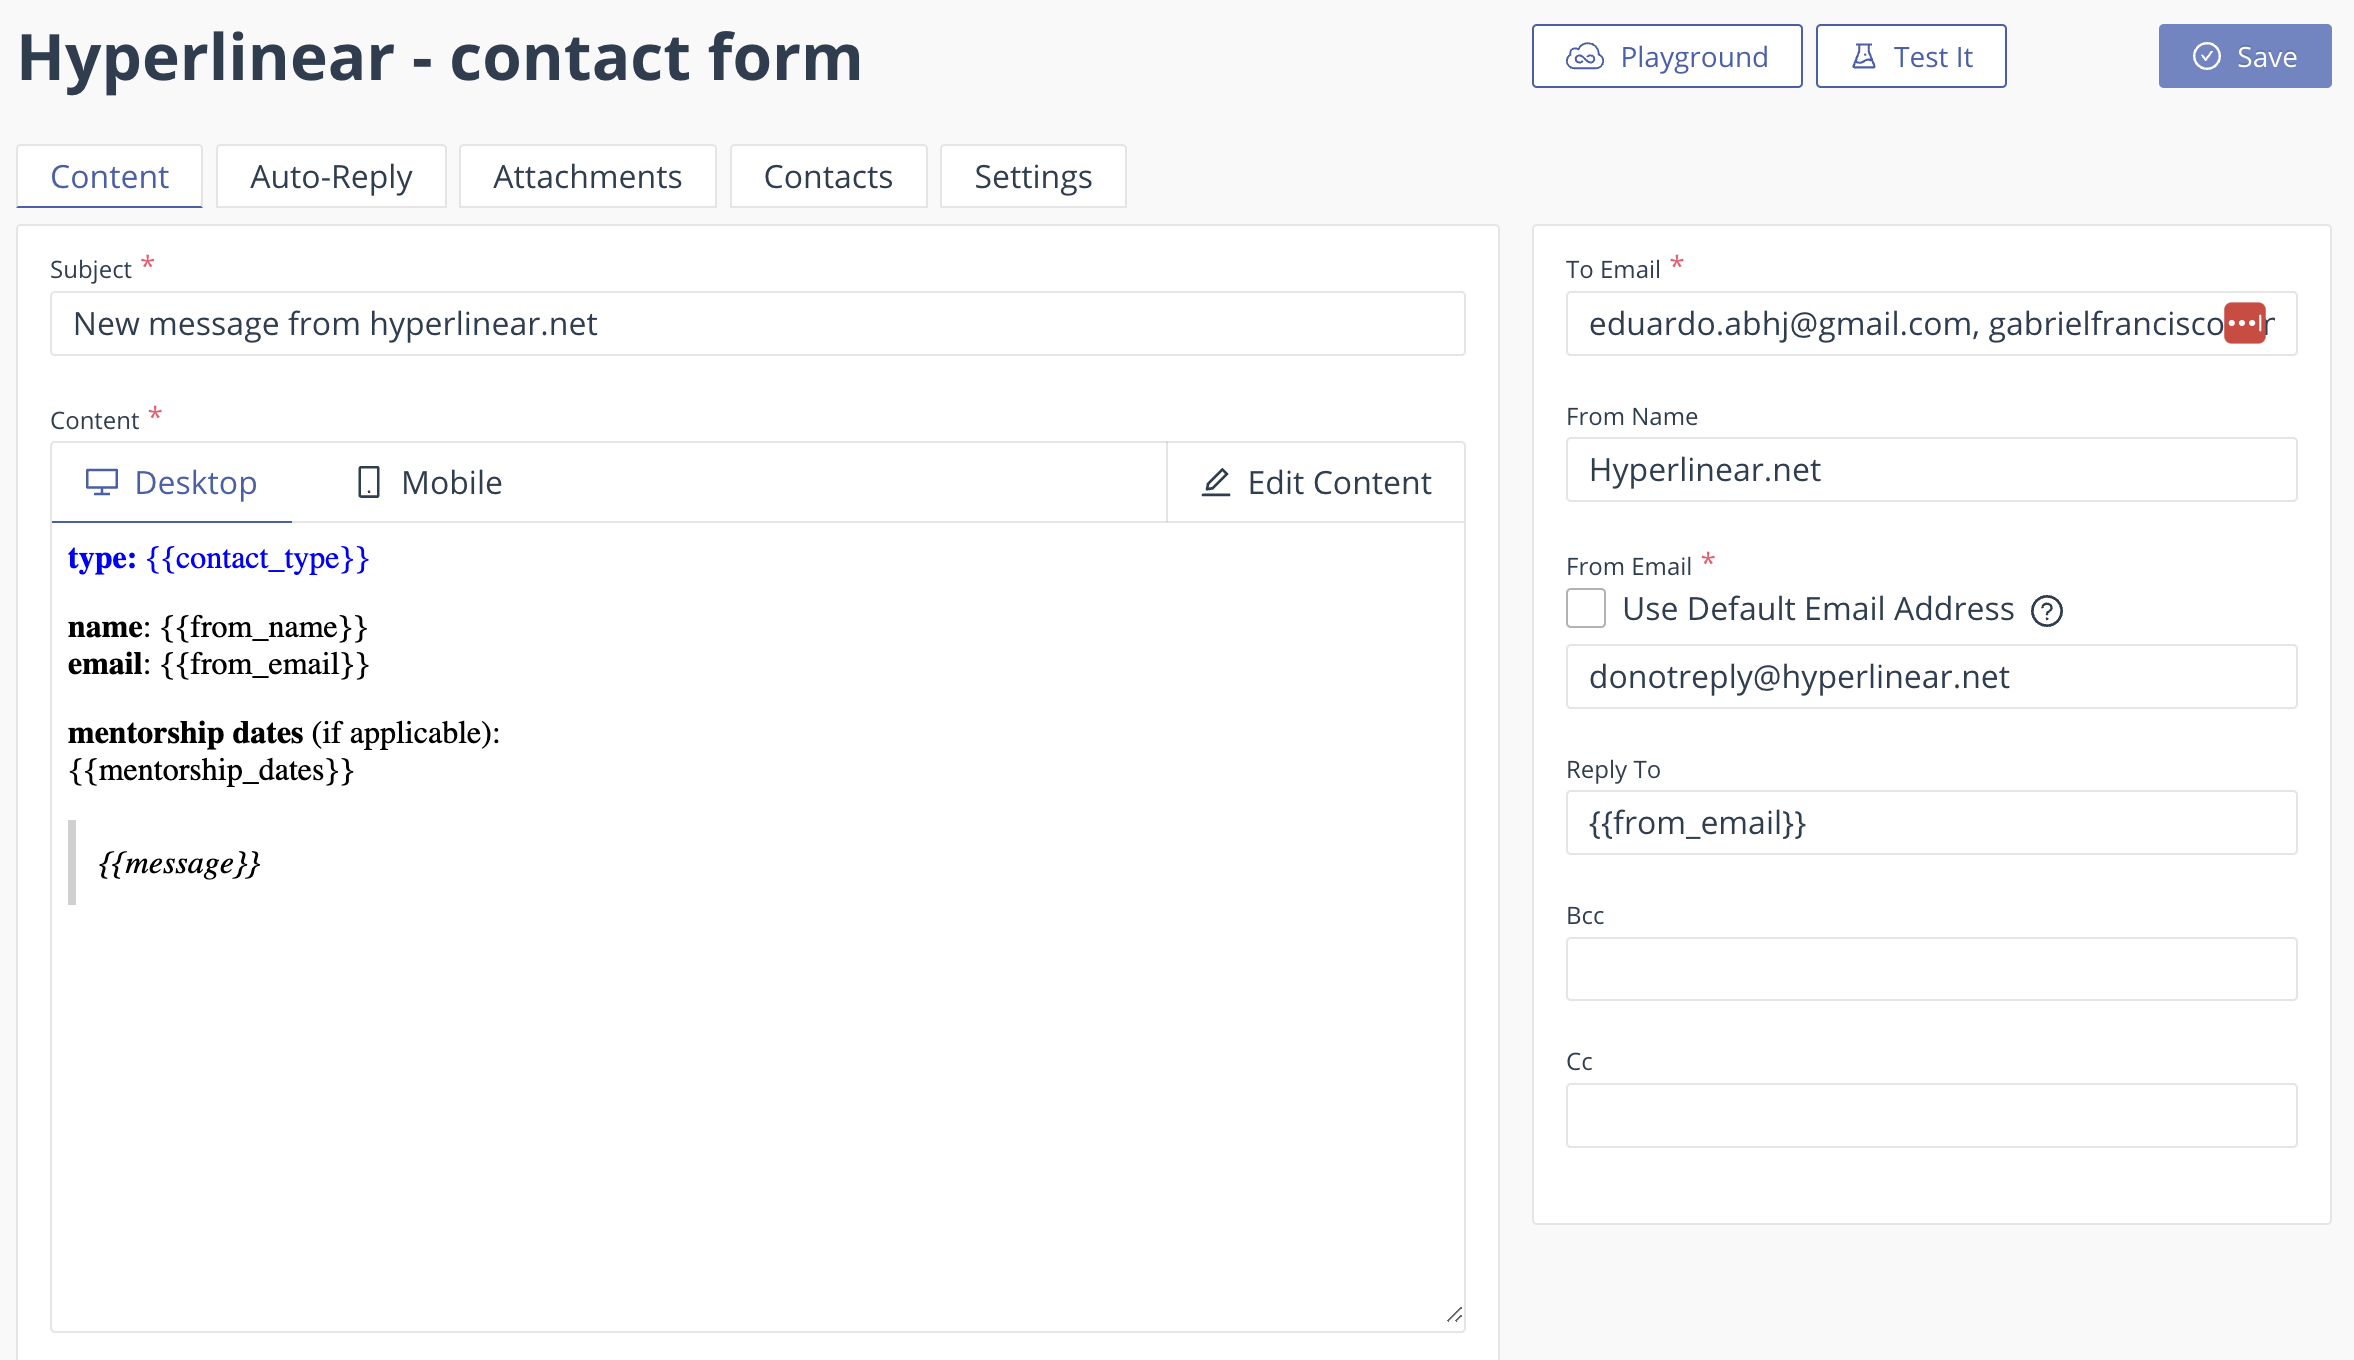 Hyperlinear - contact form
Playground
Test It
Save
Content
Auto-Reply
Attachments
Contacts
Settings
Subject *
New message from hyperlinear.net
Content *
Desktop
Mobile
Edit Content
type: {{contact_type}}
name: {{from_name}}
email: {{from_email}}
mentorship dates (if applicable):
{{mentorship_dates}}
{{message}}
To Email *
eduardo.abhj@gmail.com, gabrielfrancisco
From Name
Hyperlinear.net
From Email *
Use Default Email Address
donotreply@hyperlinear.net
Reply To
{{from_email}}
Bcc
Cc